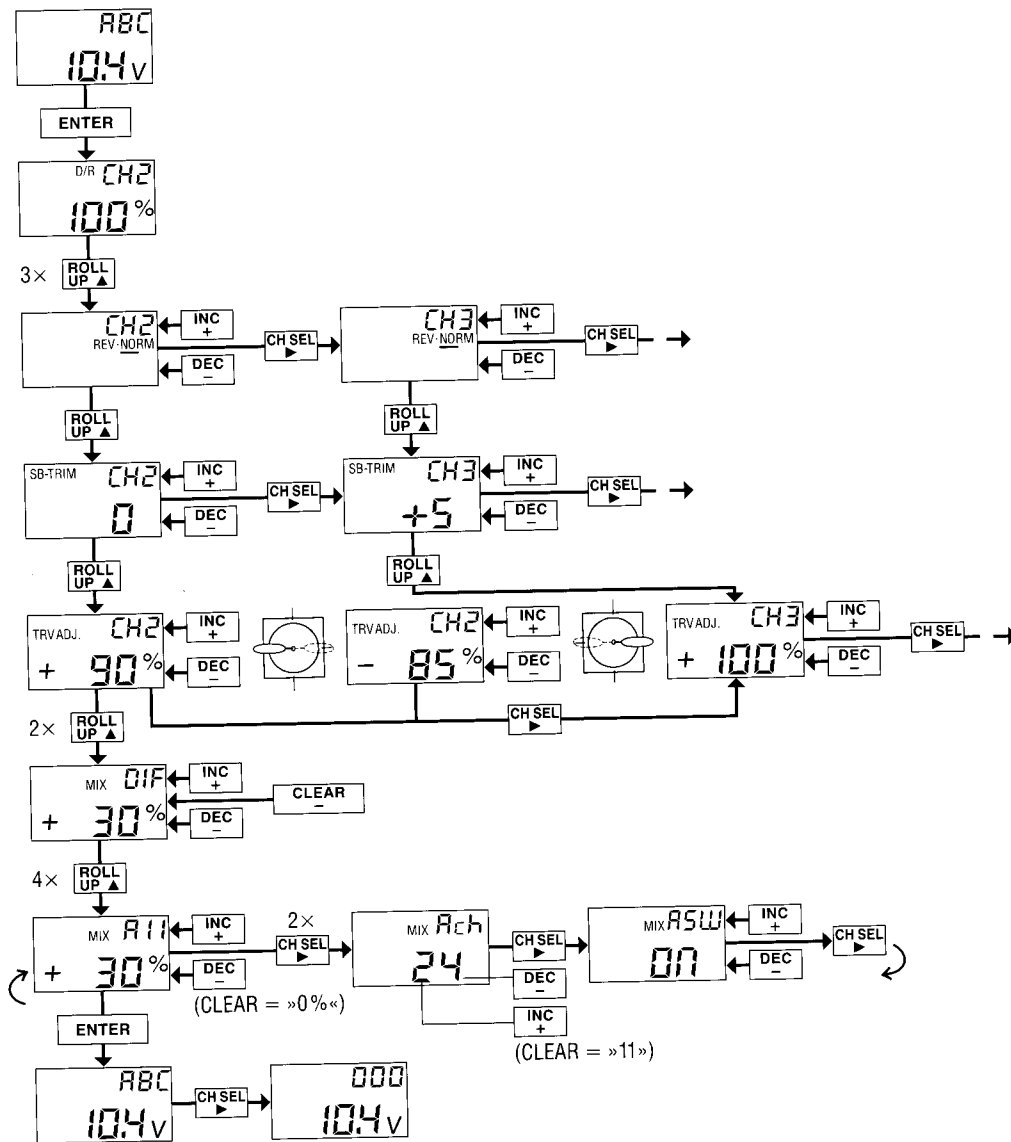 ABC
10.4 V
ENTER
D/R CH2
100 %
3× ROLL UP ▲
CH2 INC +
REV·NORM CH SEL ▶
DEC −
CH3 INC +
REV·NORM CH SEL ▶
DEC −
ROLL UP ▲
ROLL UP ▲
SB-TRIM CH2 INC +
0 DEC −
CH SEL ▶
SB-TRIM CH3 INC +
+5 DEC −
CH SEL ▶
ROLL UP ▲
ROLL UP ▲
TRV ADJ. CH2 INC +
+ 90 % DEC −
TRV ADJ. CH2 INC +
− 85 % DEC −
TRV ADJ. CH3 INC +
+ 100 % DEC −
CH SEL ▶
CH SEL ▶
2× ROLL UP ▲
MIX DIF INC +
+ 30 % DEC −
CLEAR −
4× ROLL UP ▲
MIX A11 INC +
+ 30 % DEC −
(CLEAR = »0%«)
2×
CH SEL ▶
MIX Ach
24
CH SEL ▶
DEC −
INC +
(CLEAR = »11»)
MIX ASW INC +
ON DEC −
CH SEL ▶
ENTER
ABC
10.4 V
CH SEL ▶
000
10.4 V